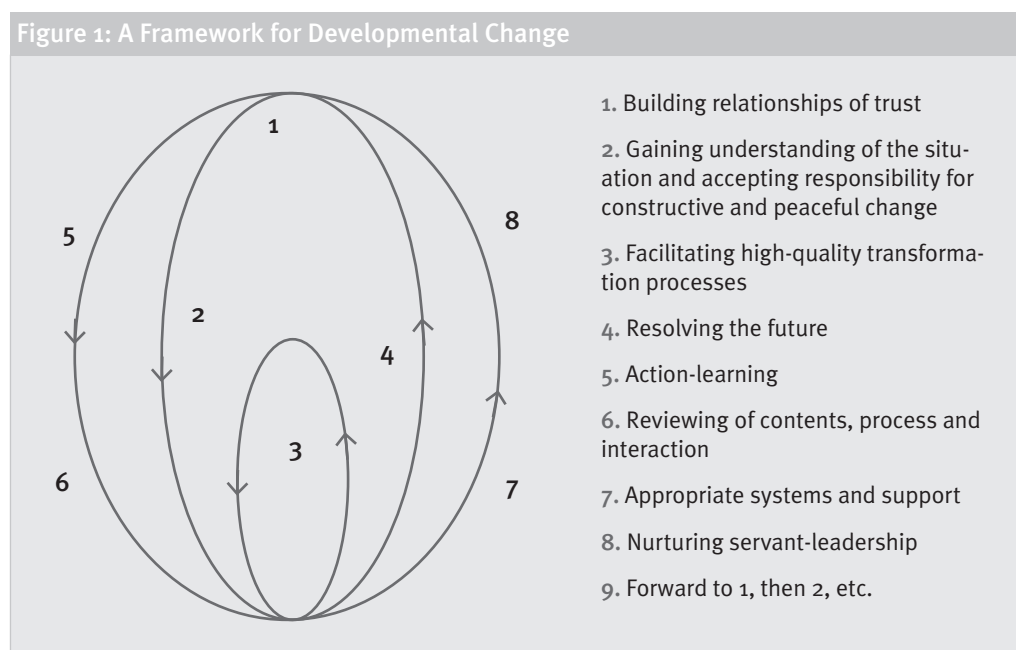 Figure 1: A Framework for Developmental Change
1
5
8
2
4
3
6
7
1. Building relationships of trust
2. Gaining understanding of the situ-
ation and accepting responsibility for
constructive and peaceful change
3. Facilitating high-quality transforma-
tion processes
4. Resolving the future
5. Action-learning
6. Reviewing of contents, process and
interaction
7. Appropriate systems and support
8. Nurturing servant-leadership
9. Forward to 1, then 2, etc.